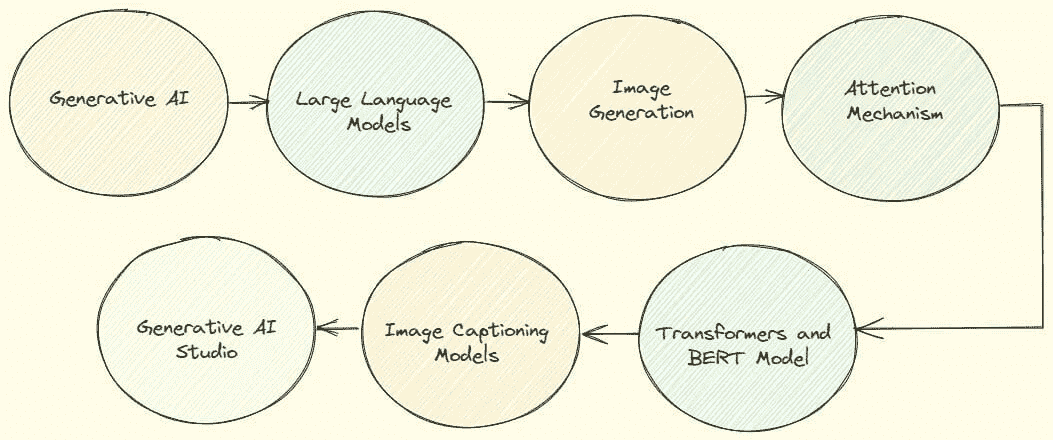 Generative AI
Large Language
Models
Image
Generation
Attention
Mechanism
Transformers and
BERT Model
Image Captioning
Models
Generative AI
Studio